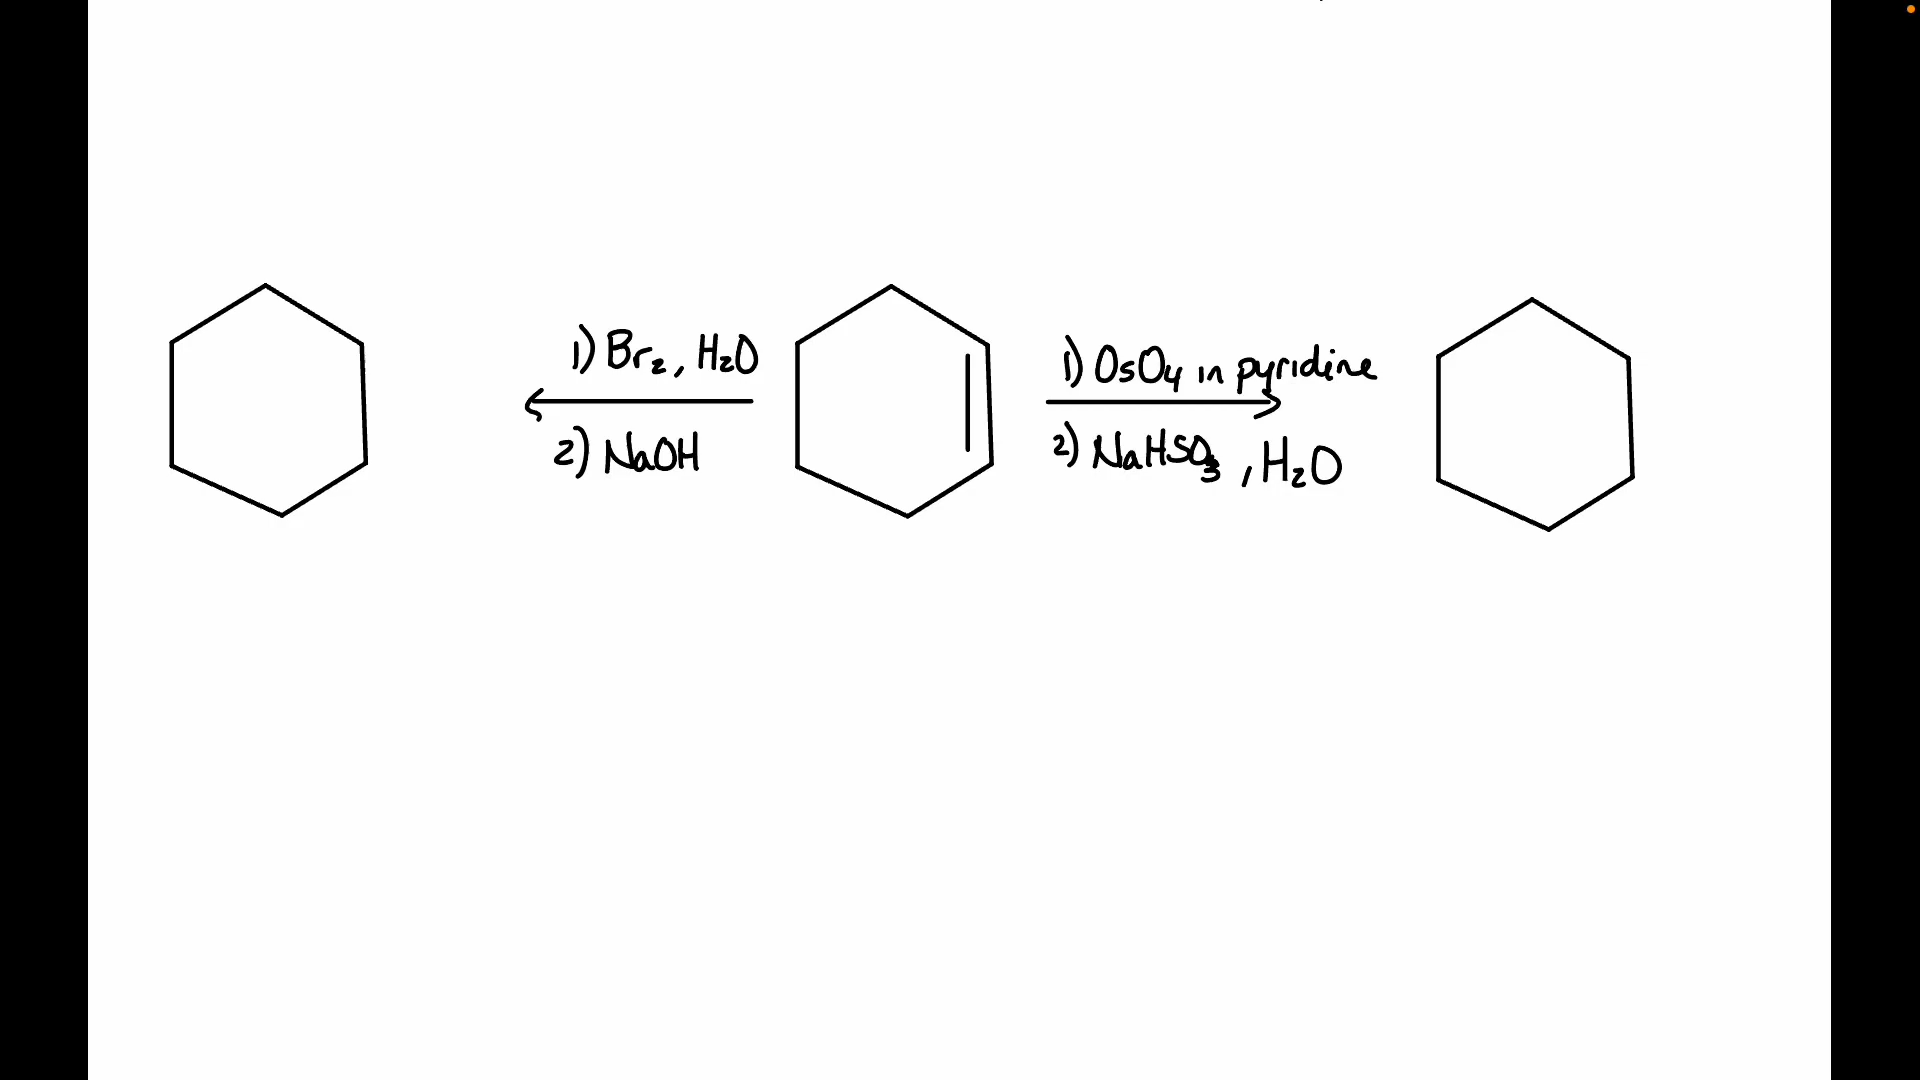 1) Br₂, H₂O
2) NaOH
1) OsO₄ in pyridine
2) NaHSO₃, H₂O